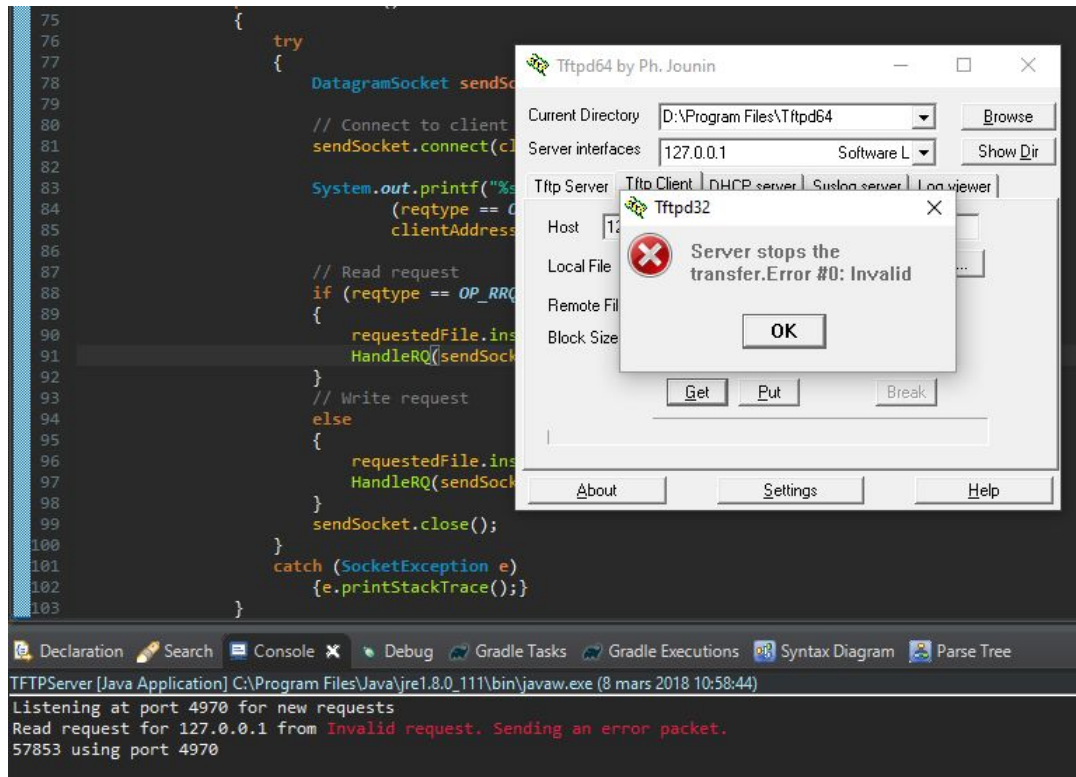 75 {
76 try
77 {
78 DatagramSocket sendSo
79
80 // Connect to client
81 sendSocket.connect(cl
82
83 System.out.printf("%s
84 (reqtype == O
85 clientAddress
86
87 // Read request
88 if (reqtype == OP_RRQ
89 {
90 requestedFile.ins
91 HandleRQ(sendSock
92 }
93 // Write request
94 else
95 {
96 requestedFile.ins
97 HandleRQ(sendSock
98 }
99 sendSocket.close();
100 }
101 catch (SocketException e)
102 {e.printStackTrace();}
103 }
Tftpd64 by Ph. Jounin
Current Directory D:\Program Files\Tftpd64 Browse
Server interfaces 127.0.0.1 Software L Show Dir
Tftp Server Tftp Client DHCP server Syslog server Log viewer
Host 12
Local File ...
Remote Fil
Block Size
Get Put Break
About Settings Help
Tftpd32
Server stops the
transfer.Error #0: Invalid
OK
Declaration Search Console Debug Gradle Tasks Gradle Executions Syntax Diagram Parse Tree
TFTPServer [Java Application] C:\Program Files\Java\jre1.8.0_111\bin\javaw.exe (8 mars 2018 10:58:44)
Listening at port 4970 for new requests
Read request for 127.0.0.1 from Invalid request. Sending an error packet.
57853 using port 4970